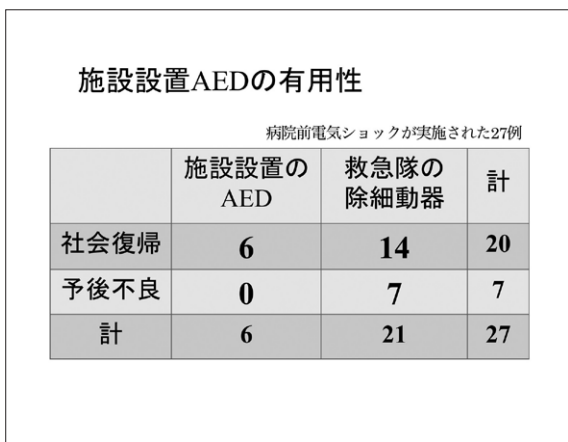 施設設置AEDの有用性
病院前電気ショックが実施された27例
施設設置の AED 救急隊の 除細動器 計
社会復帰 6 14 20
予後不良 0 7 7
計 6 21 27